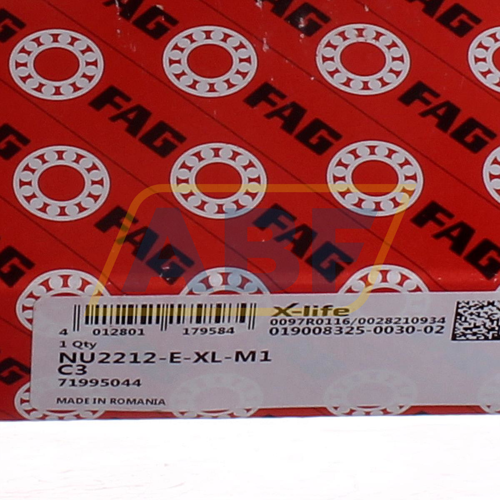 FAG
FAG
FAG
FAG
FAG
FAG
FAG
ABF
X-life
4 012801 179584
0097R0116/0028210934
019008325-0030-02
1 Qty
NU2212-E-XL-M1
C3
71995044
MADE IN ROMANIA